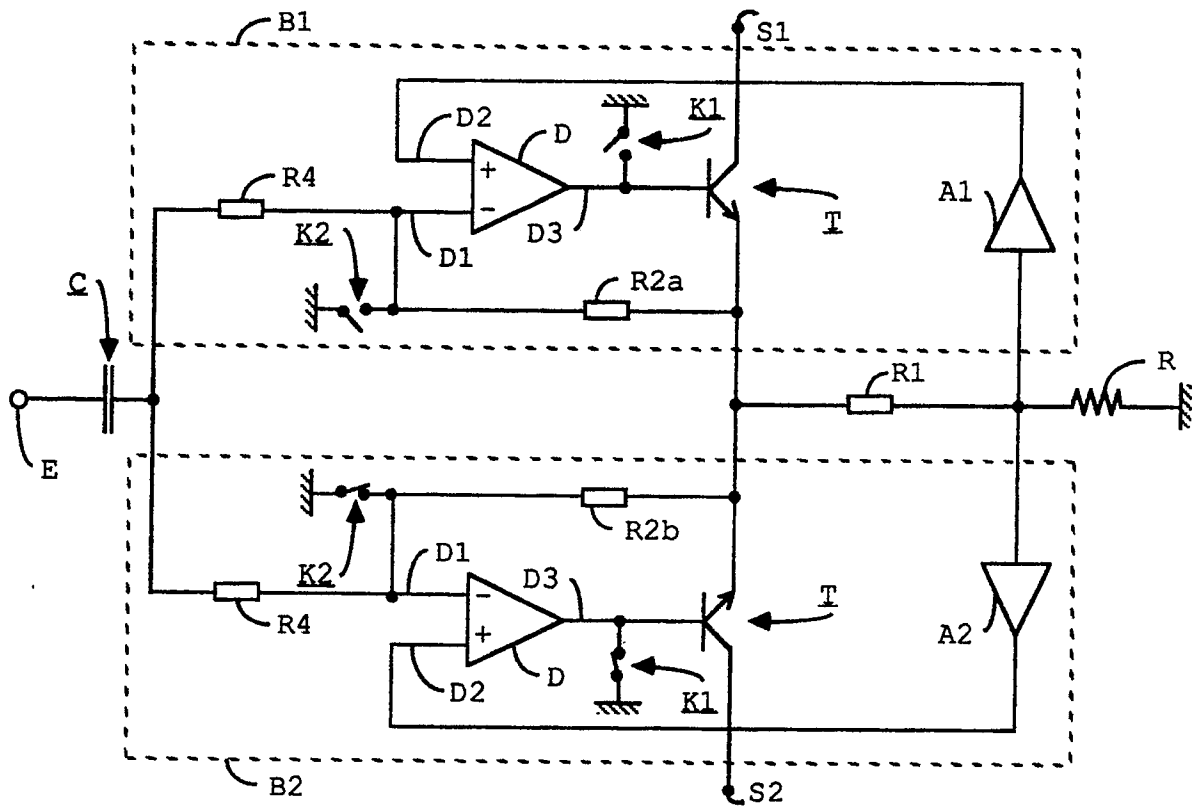 B1
S1
D2
D
K1
+
R4
A1
−
K2
D1
D3
T
C
R2a
R1
R
E
R2b
K2
D1
D3
−
T
R4
+
A2
D2
D
K1
B2
S2